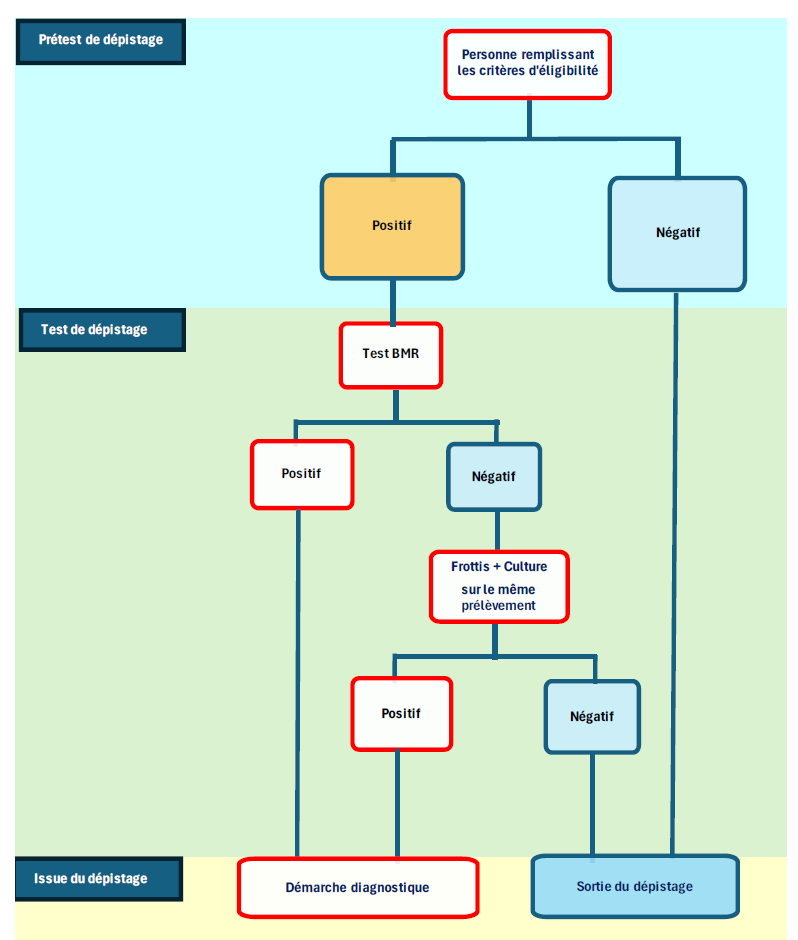 Prétest de dépistage
Personne remplissant
les critères d'éligibilité
Positif
Négatif
Test de dépistage
Test BMR
Positif
Négatif
Frottis + Culture
sur le même
prélèvement
Positif
Négatif
Issue du dépistage
Démarche diagnostique
Sortie du dépistage